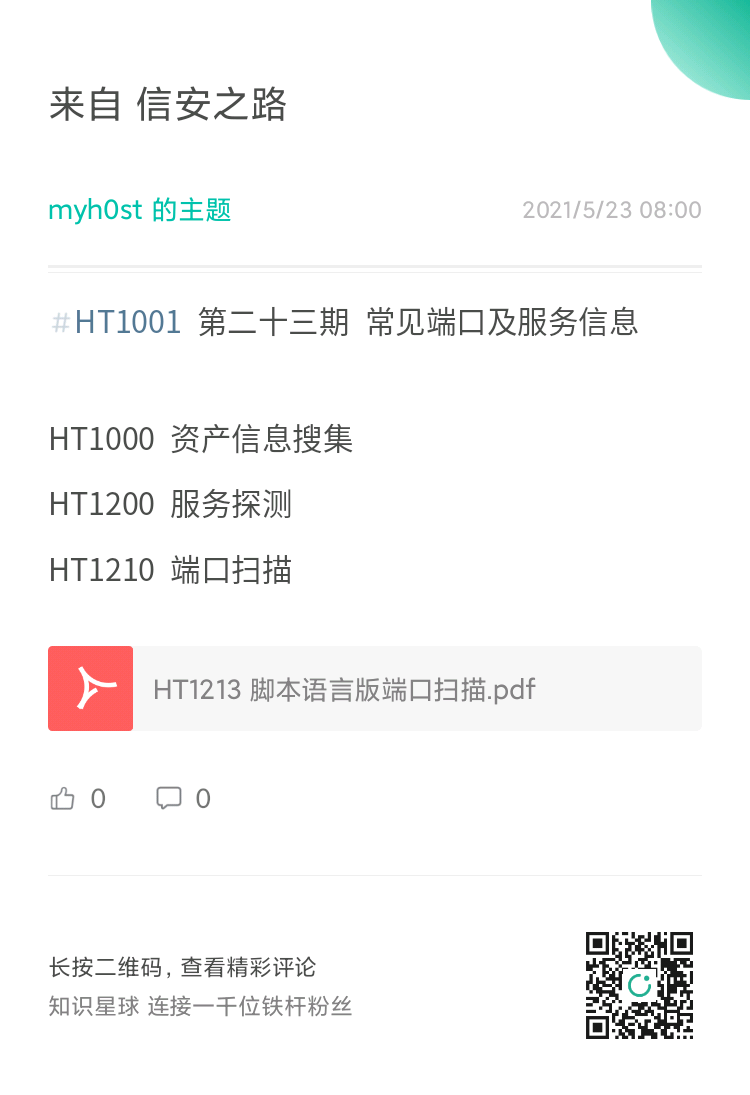 来自 信安之路
myh0st 的主题
2021/5/23 08:00
#HT1001 第二十三期 常见端口及服务信息
HT1000 资产信息搜集
HT1200 服务探测
HT1210 端口扫描
HT1213 脚本语言版端口扫描.pdf
0 0
长按二维码, 查看精彩评论
知识星球 连接一千位铁杆粉丝